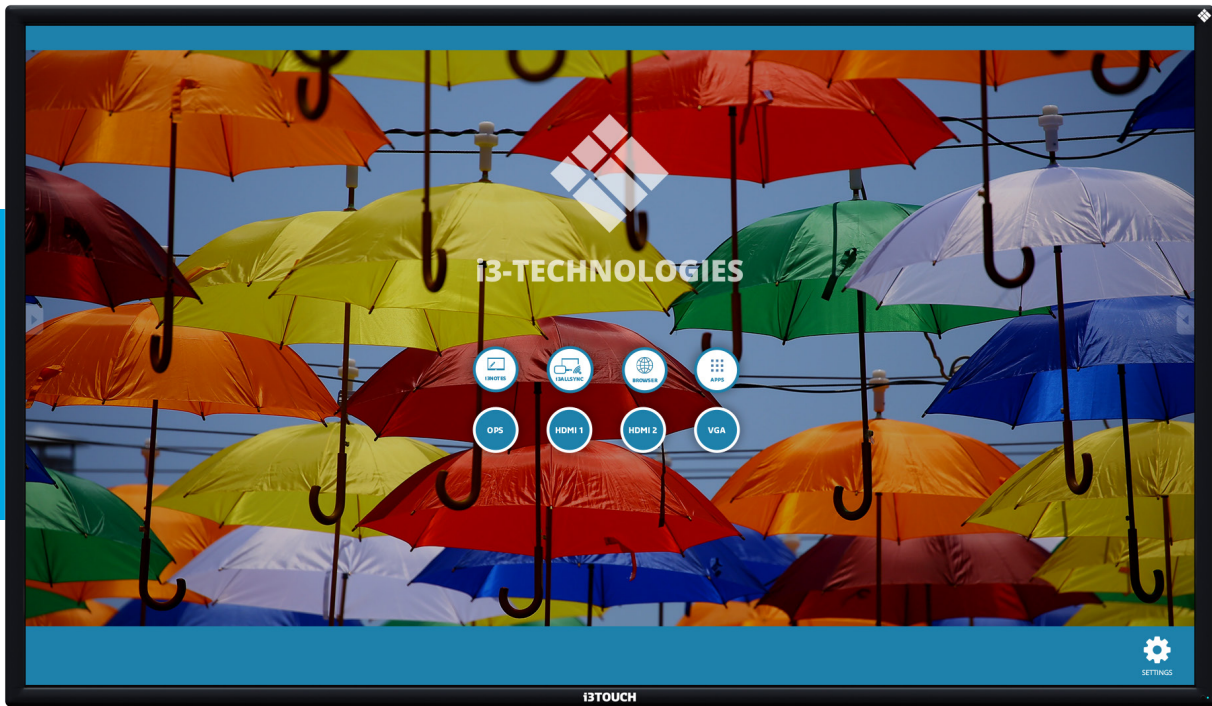 i3-TECHNOLOGIES
I3NOTES
I3ALLSYNC
BROWSER
APPS
OPS
HDMI 1
HDMI 2
VGA
SETTINGS
i3TOUCH